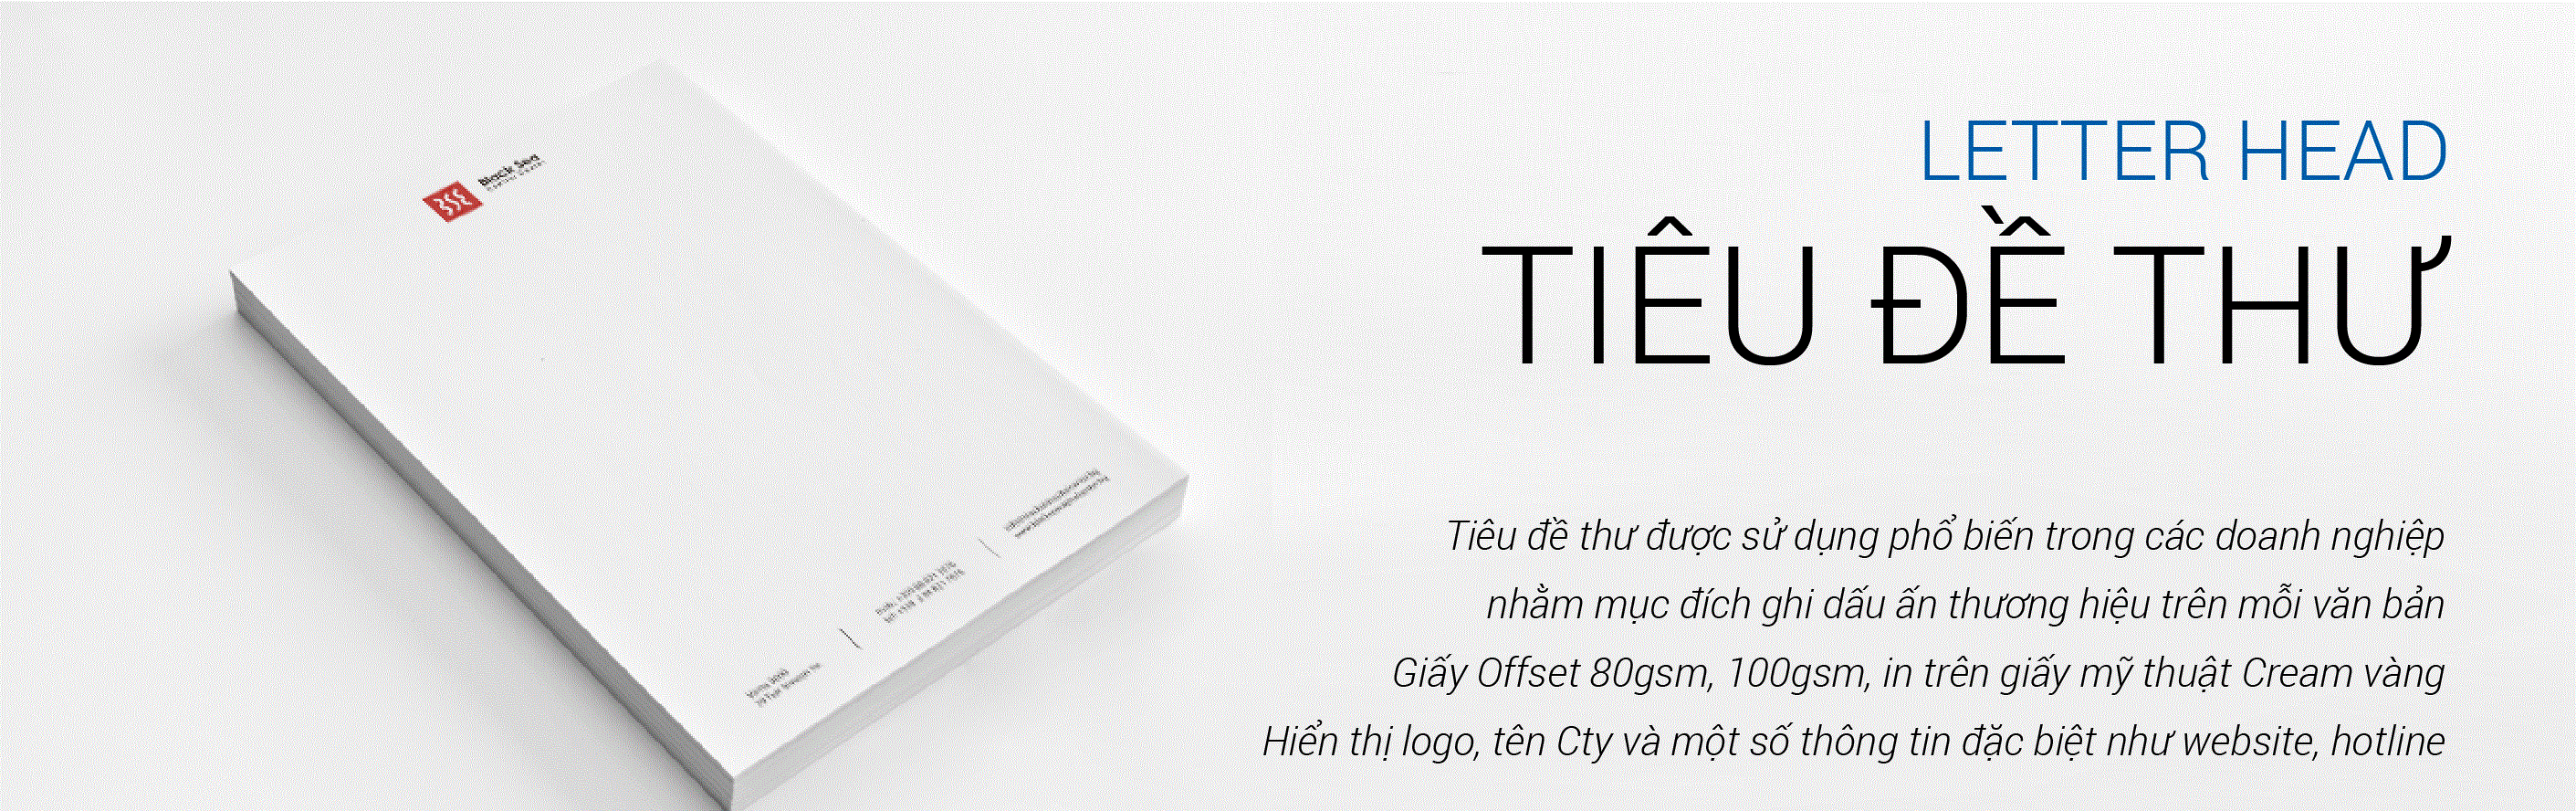 LETTER HEAD
TIÊU ĐỀ THƯ
Tiêu đề thư được sử dụng phổ biến trong các doanh nghiệp
nhằm mục đích ghi dấu ấn thương hiệu trên mỗi văn bản
Giấy Offset 80gsm, 100gsm, in trên giấy mỹ thuật Cream vàng
Hiển thị logo, tên Cty và một số thông tin đặc biệt như website, hotline
Black Sea